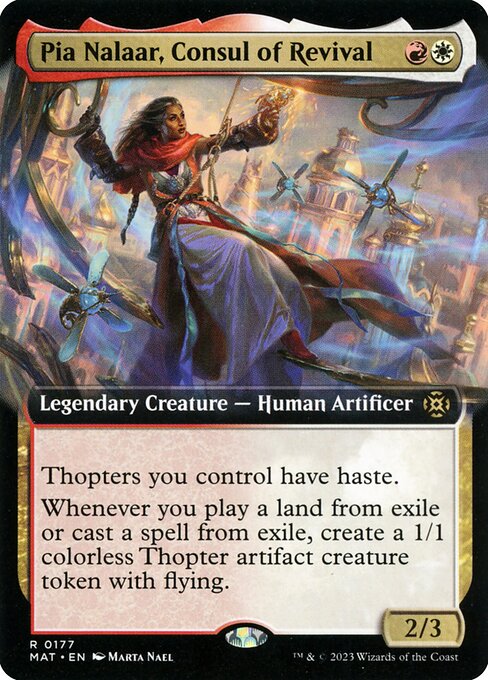 Pia Nalaar, Consul of Revival
Legendary Creature — Human Artificer
Thopters you control have haste.
Whenever you play a land from exile
or cast a spell from exile, create a 1/1
colorless Thopter artifact creature
token with flying.
2/3
R 0177
MAT • EN Marta Nael
™ & © 2023 Wizards of the Coast